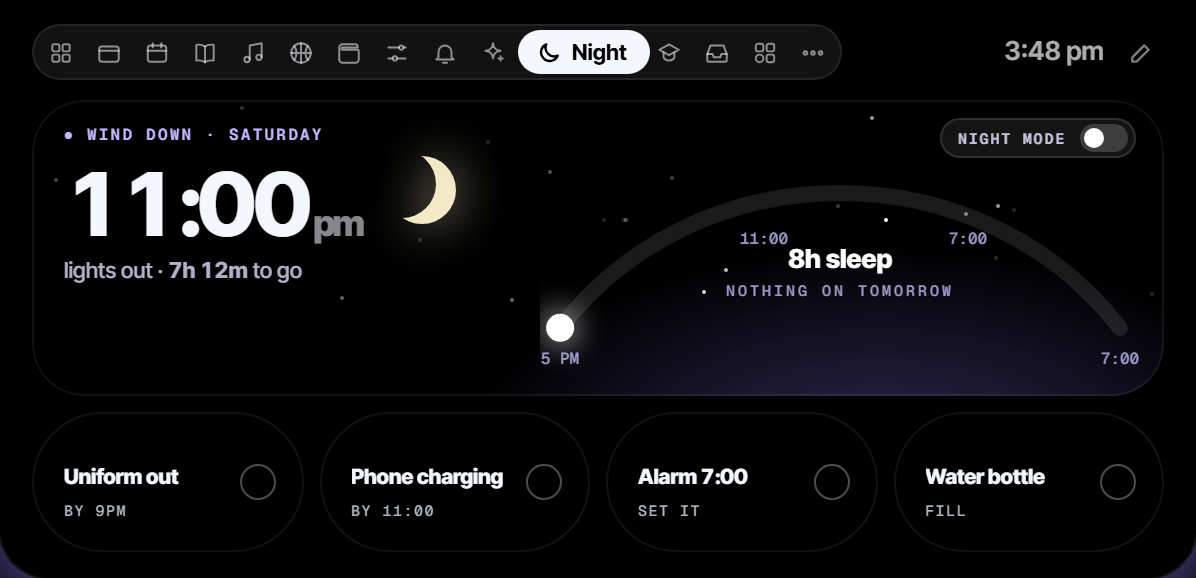 Night
3:48 pm
WIND DOWN · SATURDAY
NIGHT MODE
11:00 pm
lights out · 7h 12m to go
11:00
7:00
8h sleep
NOTHING ON TOMORROW
5 PM
7:00
Uniform out
BY 9PM
Phone charging
BY 11:00
Alarm 7:00
SET IT
Water bottle
FILL